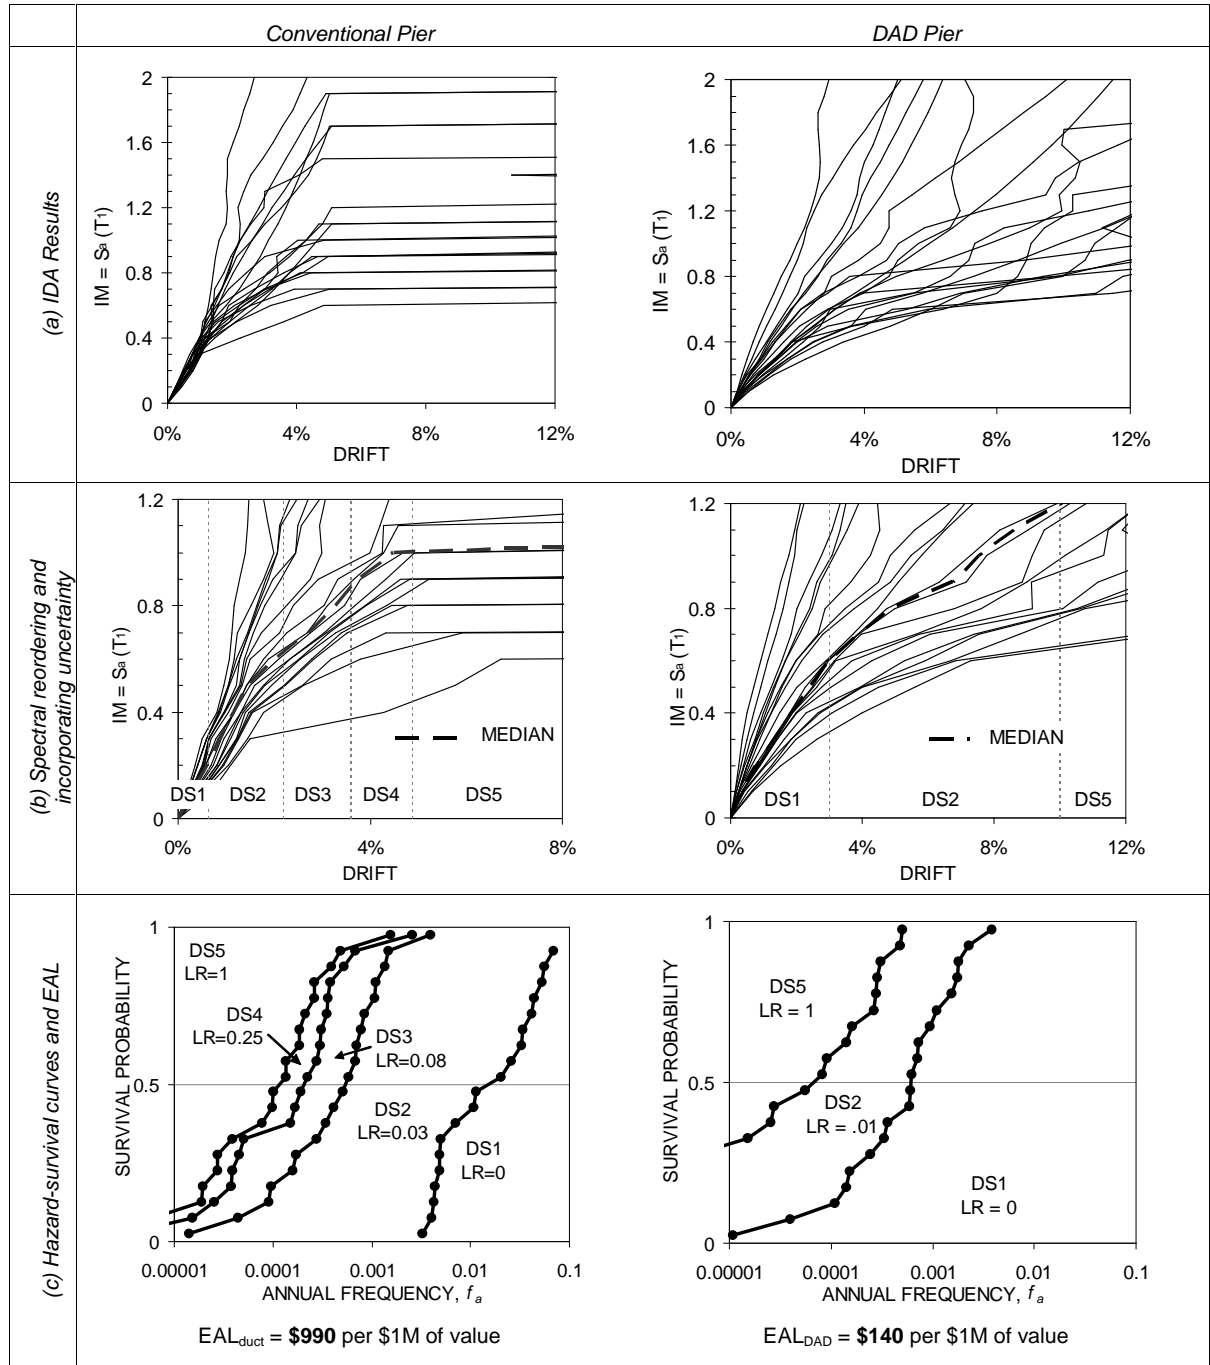 Conventional Pier
DAD Pier
(a) IDA Results
IM = Sa (T1)
2
1.6
1.2
0.8
0.4
0
0%
4%
8%
12%
DRIFT
IM = Sa (T1)
2
1.6
1.2
0.8
0.4
0
0%
4%
8%
12%
DRIFT
(b) Spectral reordering and
incorporating uncertainty
IM = Sa (T1)
1.2
0.8
0.4
0
MEDIAN
DS1
DS2
DS3
DS4
DS5
0%
4%
8%
DRIFT
IM = Sa (T1)
1.2
0.8
0.4
0
MEDIAN
DS1
DS2
DS5
0%
4%
8%
12%
DRIFT
(c) Hazard-survival curves and EAL
SURVIVAL PROBABILITY
1
0.5
0
DS5
LR=1
DS4
LR=0.25
DS3
LR=0.08
DS2
LR=0.03
DS1
LR=0
0.00001
0.0001
0.001
0.01
0.1
ANNUAL FREQUENCY, fa
EALduct = $990 per $1M of value
SURVIVAL PROBABILITY
1
0.5
0
DS5
LR = 1
DS2
LR = .01
DS1
LR = 0
0.00001
0.0001
0.001
0.01
0.1
ANNUAL FREQUENCY, fa
EALDAD = $140 per $1M of value